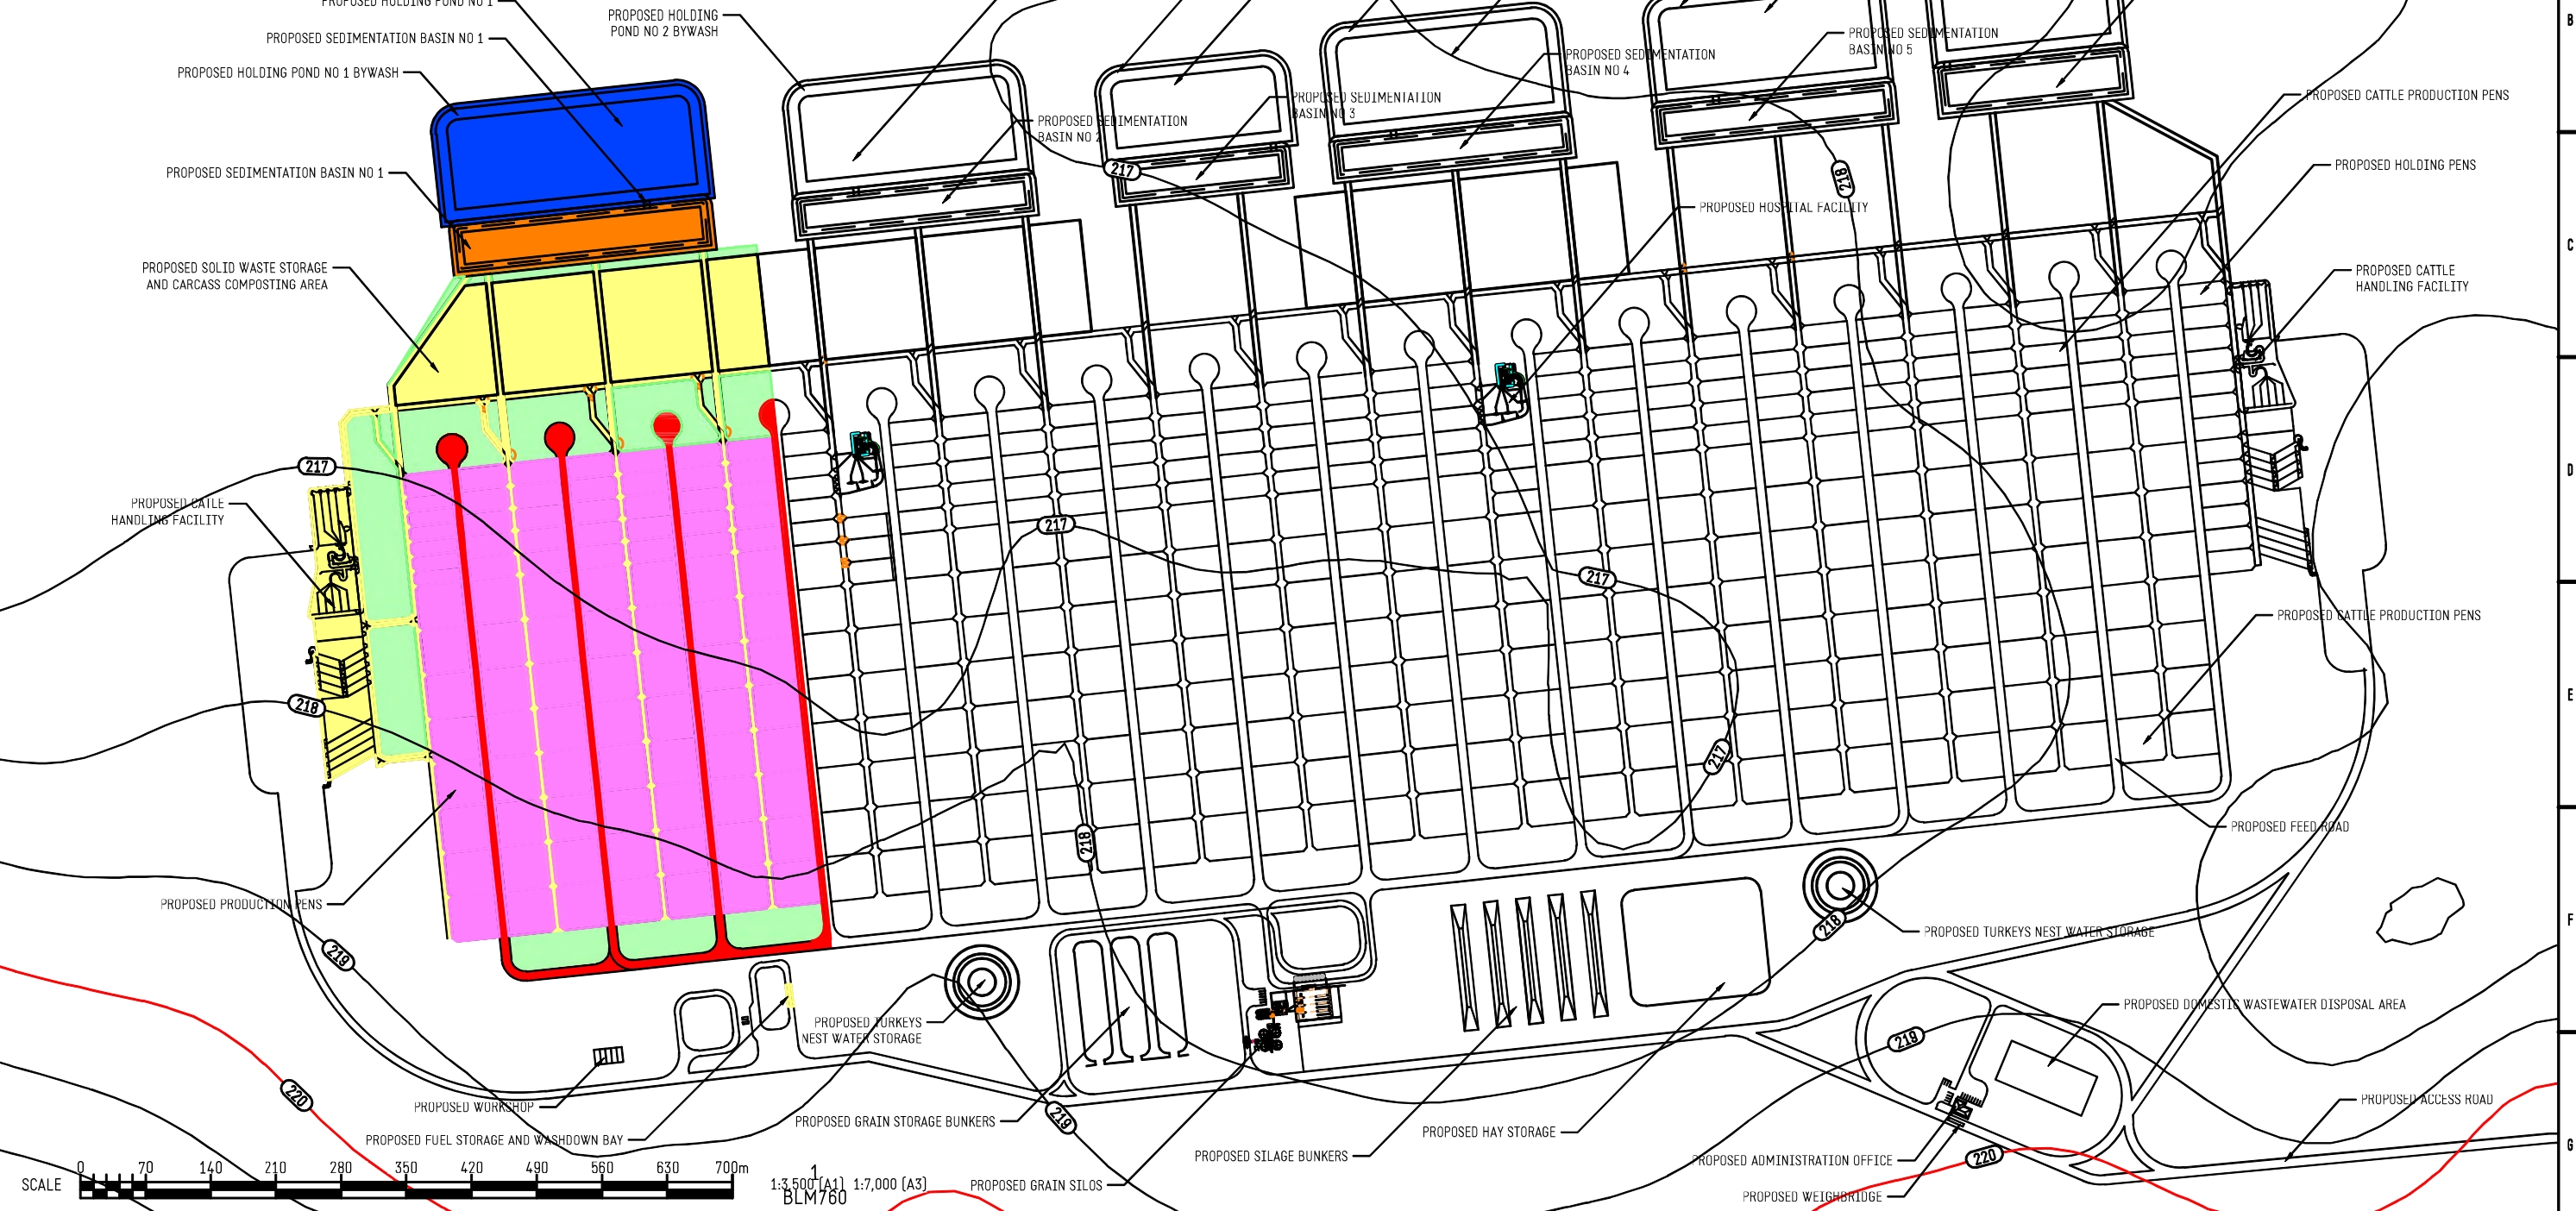 PROPOSED HOLDING POND NO 1
PROPOSED SEDIMENTATION BASIN NO 1
PROPOSED HOLDING POND NO 1 BYWASH
PROPOSED HOLDING
POND NO 2 BYWASH
PROPOSED SEDIMENTATION
BASIN NO 5
PROPOSED SEDIMENTATION
BASIN NO 4
PROPOSED SEDIMENTATION
BASIN NO 3
PROPOSED SEDIMENTATION
BASIN NO 2
PROPOSED CATTLE PRODUCTION PENS
PROPOSED SEDIMENTATION BASIN NO 1
217
218
PROPOSED HOLDING PENS
PROPOSED HOSPITAL FACILITY
PROPOSED SOLID WASTE STORAGE
AND CARCASS COMPOSTING AREA
PROPOSED CATTLE
HANDLING FACILITY
217
PROPOSED CATLE
HANDLING FACILITY
217
217
PROPOSED CATTLE PRODUCTION PENS
218
217
218
PROPOSED FEED ROAD
PROPOSED PRODUCTION PENS
219
218
PROPOSED TURKEYS NEST WATER STORAGE
PROPOSED TURKEYS
NEST WATER STORAGE
PROPOSED DOMESTIC WASTEWATER DISPOSAL AREA
219
220
PROPOSED WORKSHOP
PROPOSED FUEL STORAGE AND WASHDOWN BAY
PROPOSED GRAIN STORAGE BUNKERS
219
PROPOSED HAY STORAGE
PROPOSED SILAGE BUNKERS
PROPOSED ACCESS ROAD
PROPOSED ADMINISTRATION OFFICE
220
PROPOSED WEIGHBRIDGE
PROPOSED GRAIN SILOS
SCALE
0 70 140 210 280 350 420 490 560 630 700m
1
1:3,500 (A1) 1:7,000 (A3)
BLM760
B
C
D
E
F
G